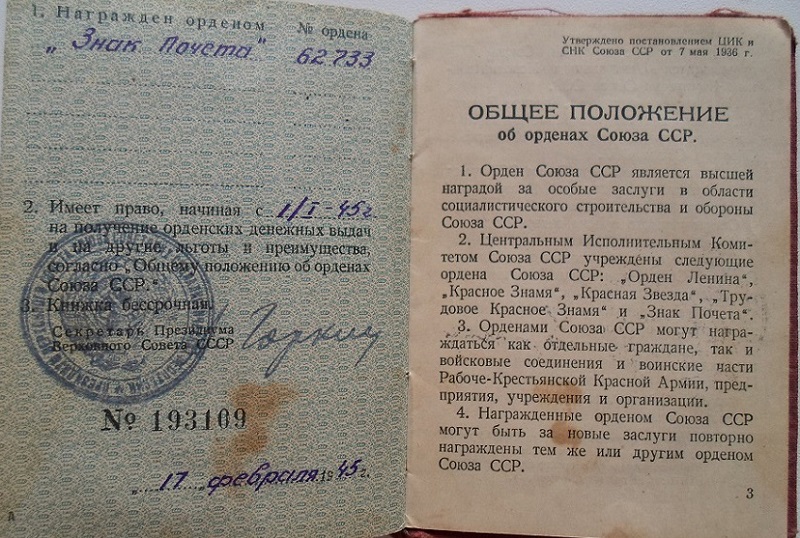 1. Награжден орденом
№ ордена
„Знак Почета“
62733
2. Имеет право, начиная с 1/I-45г.
на получение орденских денежных выдач
и на другие льготы и преимущества,
согласно „Общему положению об орденах
Союза ССР.“
3. Книжка бессрочная.
Секретарь Президиума
Верховного Совета СССР
Горкин
№ 193109
„17“ февраля 1945 г.
А
Утверждено постановлением ЦИК и
СНК Союза ССР от 7 мая 1936 г.
ОБЩЕЕ ПОЛОЖЕНИЕ
об орденах Союза ССР.
1. Орден Союза ССР является высшей
наградой за особые заслуги в области
социалистического строительства и обороны
Союза ССР.
2. Центральным Исполнительным Коми-
тетом Союза ССР учреждены следующие
ордена Союза ССР: „Орден Ленина“,
„Красное Знамя“, „Красная Звезда“, „Тру-
довое Красное Знамя“ и „Знак Почета“.
3. Орденами Союза ССР могут награ-
ждаться как отдельные граждане, так и
войсковые соединения и воинские части
Рабоче-Крестьянской Красной Армии, пред-
приятия, учреждения и организации.
4. Награжденные орденом Союза ССР
могут быть за новые заслуги повторно
награждены тем же или другим орденом
Союза ССР.
3